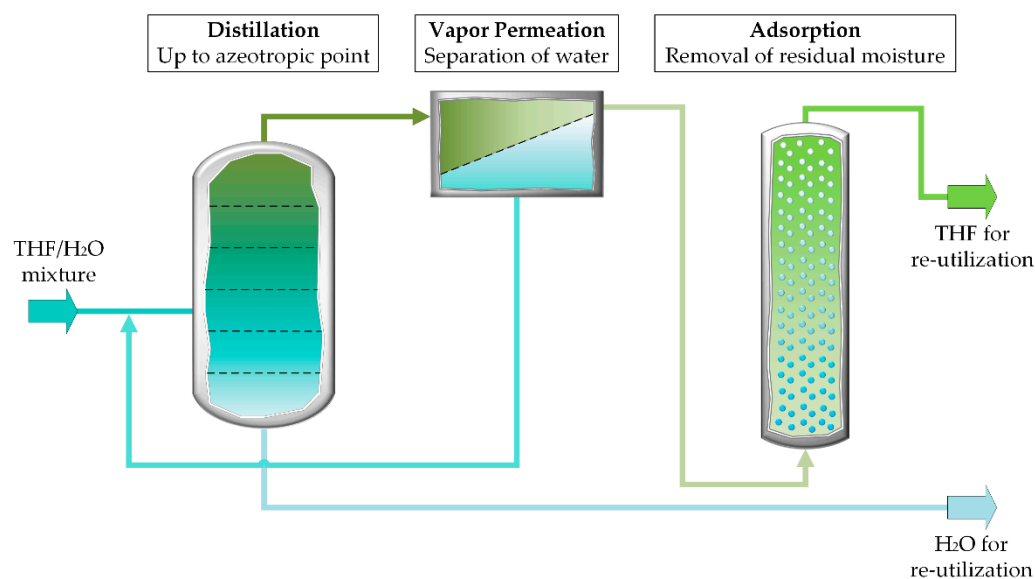 Distillation
Up to azeotropic point
Vapor Permeation
Separation of water
Adsorption
Removal of residual moisture
THF/H₂O
mixture
THF for
re-utilization
H₂O for
re-utilization